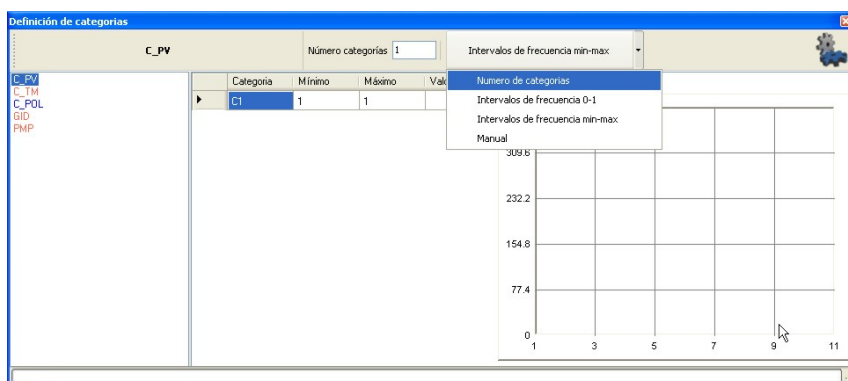 Definición de categorias
C_PV Número categorías 1 Intervalos de frecuencia min-max
C_PV
C_TM
C_POL
GID
PMP
Categoria Mínimo Máximo
C1 1 1
Numero de categorias
Intervalos de frecuencia 0-1
Intervalos de frecuencia min-max
Manual
309.6
232.2
154.8
77.4
0
1 3 5 7 9 11